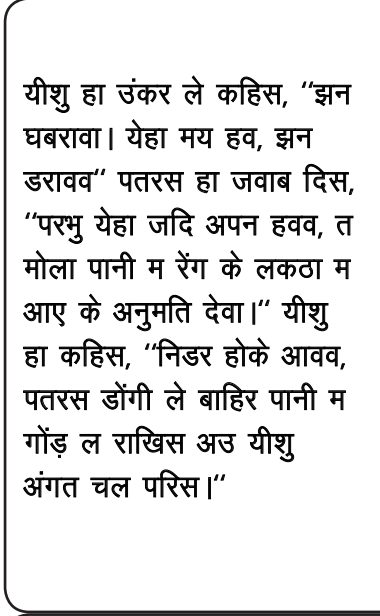 यीशु हा उंकर ले कहिस, “झन
घबरावा। येहा मय हव, झन
डरावव“ पतरस हा जवाब दिस,
“परभु येहा जदि अपन हवव, त
मोला पानी म रेंग के लकठा म
आए के अनुमति देवा।“ यीशु
हा कहिस, “निडर होके आवव,
पतरस डोंगी ले बाहिर पानी म
गोंड़ ल राखिस अउ यीशु
अंगत चल परिस।“